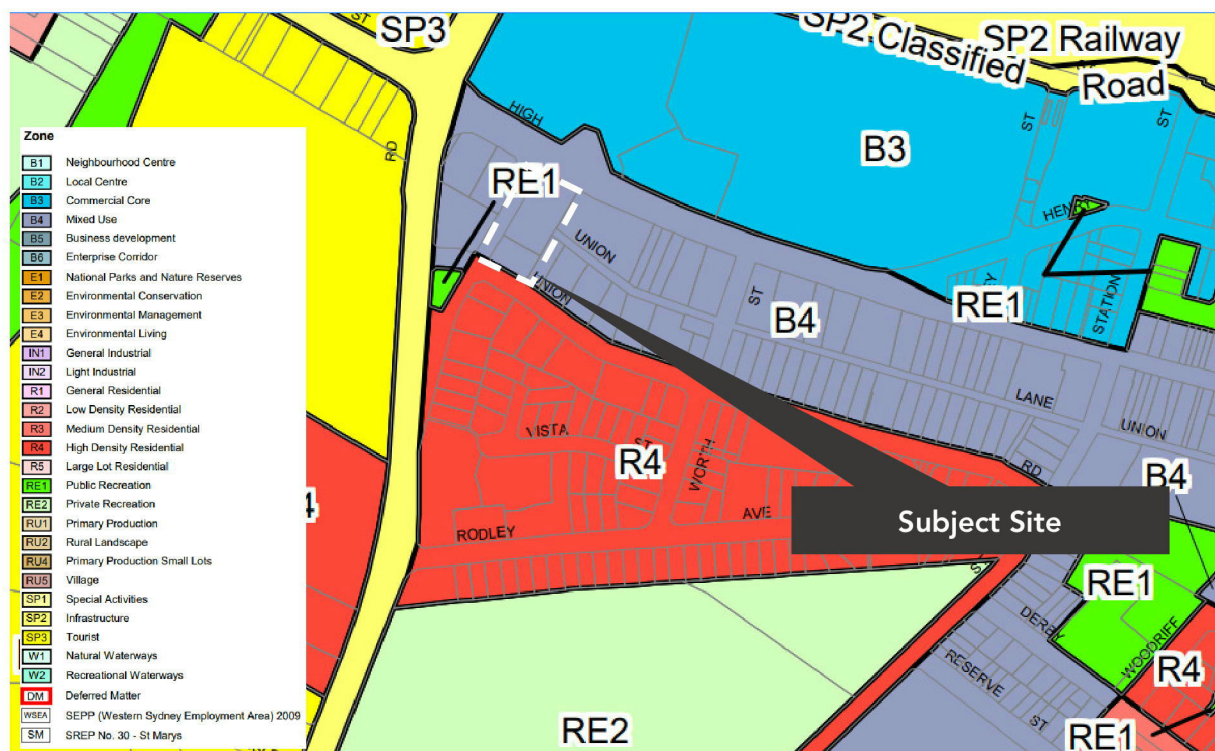 ST
SP3
SP2 Classified
SP2 Railway
Road
ST
ST
RD
HIGH
B3
RE1
HENRY
UNION
UNION
ST
B4
RE1
STATION
LANE
UNION
VISTA
ST
R4
WORTH
RD
B4
Subject Site
RODLEY
AVE
RE1
DERBY
WOODRIFF
R4
RESERVE
ST
RE2
RE1
4
Zone
B1 Neighbourhood Centre
B2 Local Centre
B3 Commercial Core
B4 Mixed Use
B5 Business development
B6 Enterprise Corridor
E1 National Parks and Nature Reserves
E2 Environmental Conservation
E3 Environmental Management
E4 Environmental Living
IN1 General Industrial
IN2 Light Industrial
R1 General Residential
R2 Low Density Residential
R3 Medium Density Residential
R4 High Density Residential
R5 Large Lot Residential
RE1 Public Recreation
RE2 Private Recreation
RU1 Primary Production
RU2 Rural Landscape
RU4 Primary Production Small Lots
RU5 Village
SP1 Special Activities
SP2 Infrastructure
SP3 Tourist
W1 Natural Waterways
W2 Recreational Waterways
DM Deferred Matter
WSEA SEPP (Western Sydney Employment Area) 2009
SM SREP No. 30 - St Marys